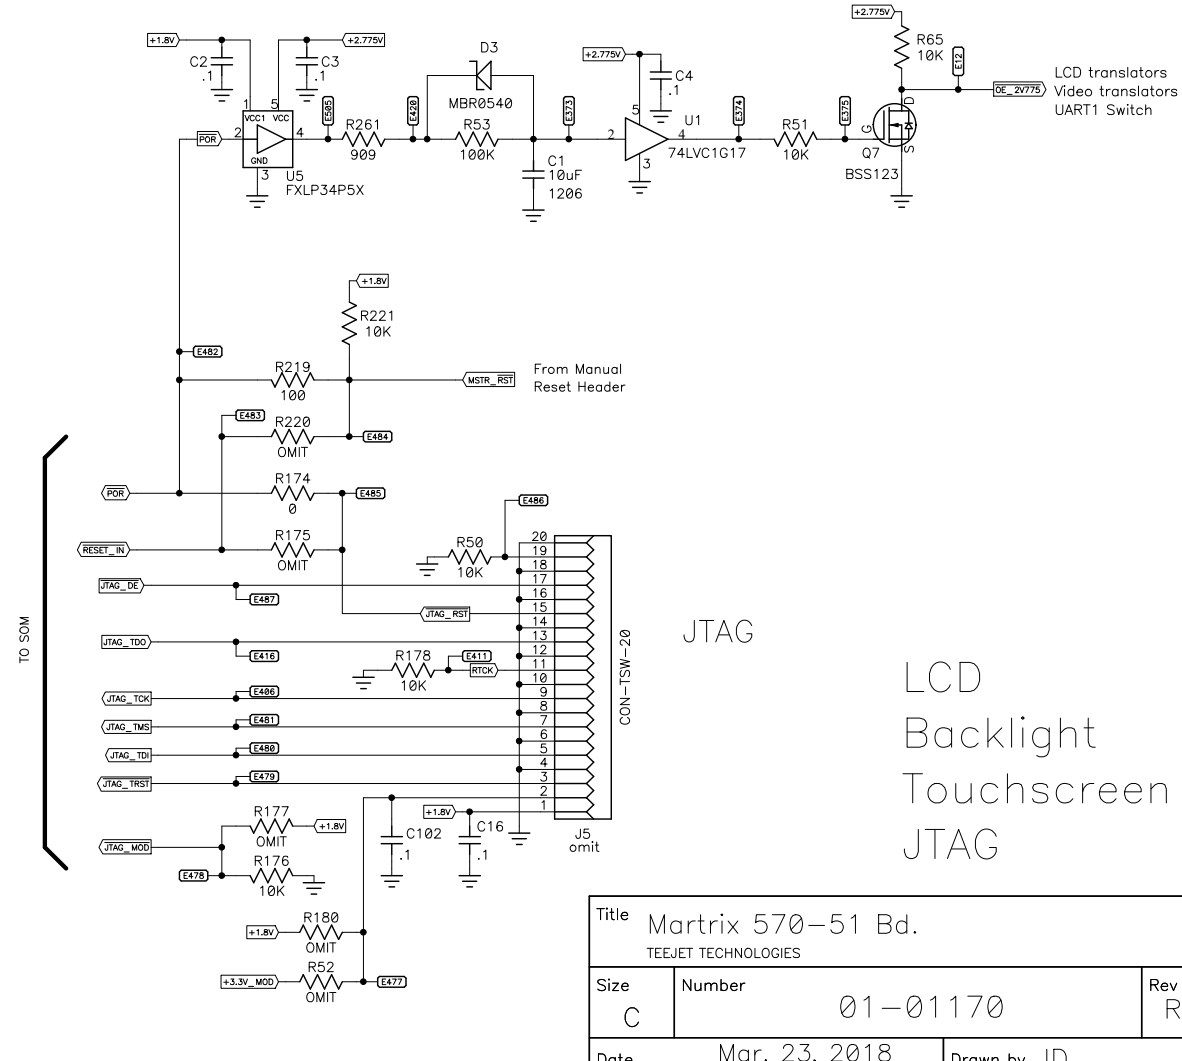 +1.8V
+2.775V
C2
.1
C3
.1
1
5
VCC1 VCC
POR
2
4
GND
3
U5
FXLP34P5X
E505
R261
909
E420
D3
MBR0540
R53
100K
E373
C1
10uF
1206
+2.775V
C4
.1
5
2
4
3
U1
74LVC1G17
E374
R51
10K
E375
+2.775V
R65
10K
E12
G
D
S
Q7
BSS123
OE_2V775
LCD translators
Video translators
UART1 Switch
+1.8V
R221
10K
E482
R219
100
MSTR_RST
From Manual
Reset Header
E483
R220
OMIT
E484
POR
R174
0
E485
RESET_IN
R175
OMIT
E486
R50
10K
JTAG_DE
E487
JTAG_RST
JTAG_TDO
E416
R178
10K
E411
RTCK
JTAG_TCK
E406
JTAG_TMS
E481
JTAG_TDI
E480
JTAG_TRST
E479
TO SOM
20
19
18
17
16
15
14
13
12
11
10
9
8
7
6
5
4
3
2
1
CON-TSW-20
J5
omit
JTAG
R177
OMIT
+1.8V
JTAG_MOD
R176
10K
E478
C102
.1
+1.8V
C16
.1
R180
+1.8V
OMIT
R52
+3.3V_MOD
OMIT
E477
LCD
Backlight
Touchscreen
JTAG
Title
Martrix 570-51 Bd.
TEEJET TECHNOLOGIES
Size
C
Number
01-01170
Rev
R
Date
Mar. 23, 2018
Drawn by JD